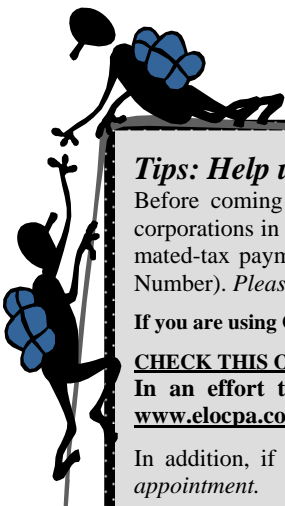 Tips: Help u
Before coming
corporations in
mated-tax paym
Number). Pleas
If you are using
CHECK THIS O
In an effort t
www.elocpa.co
In addition, if
appointment.